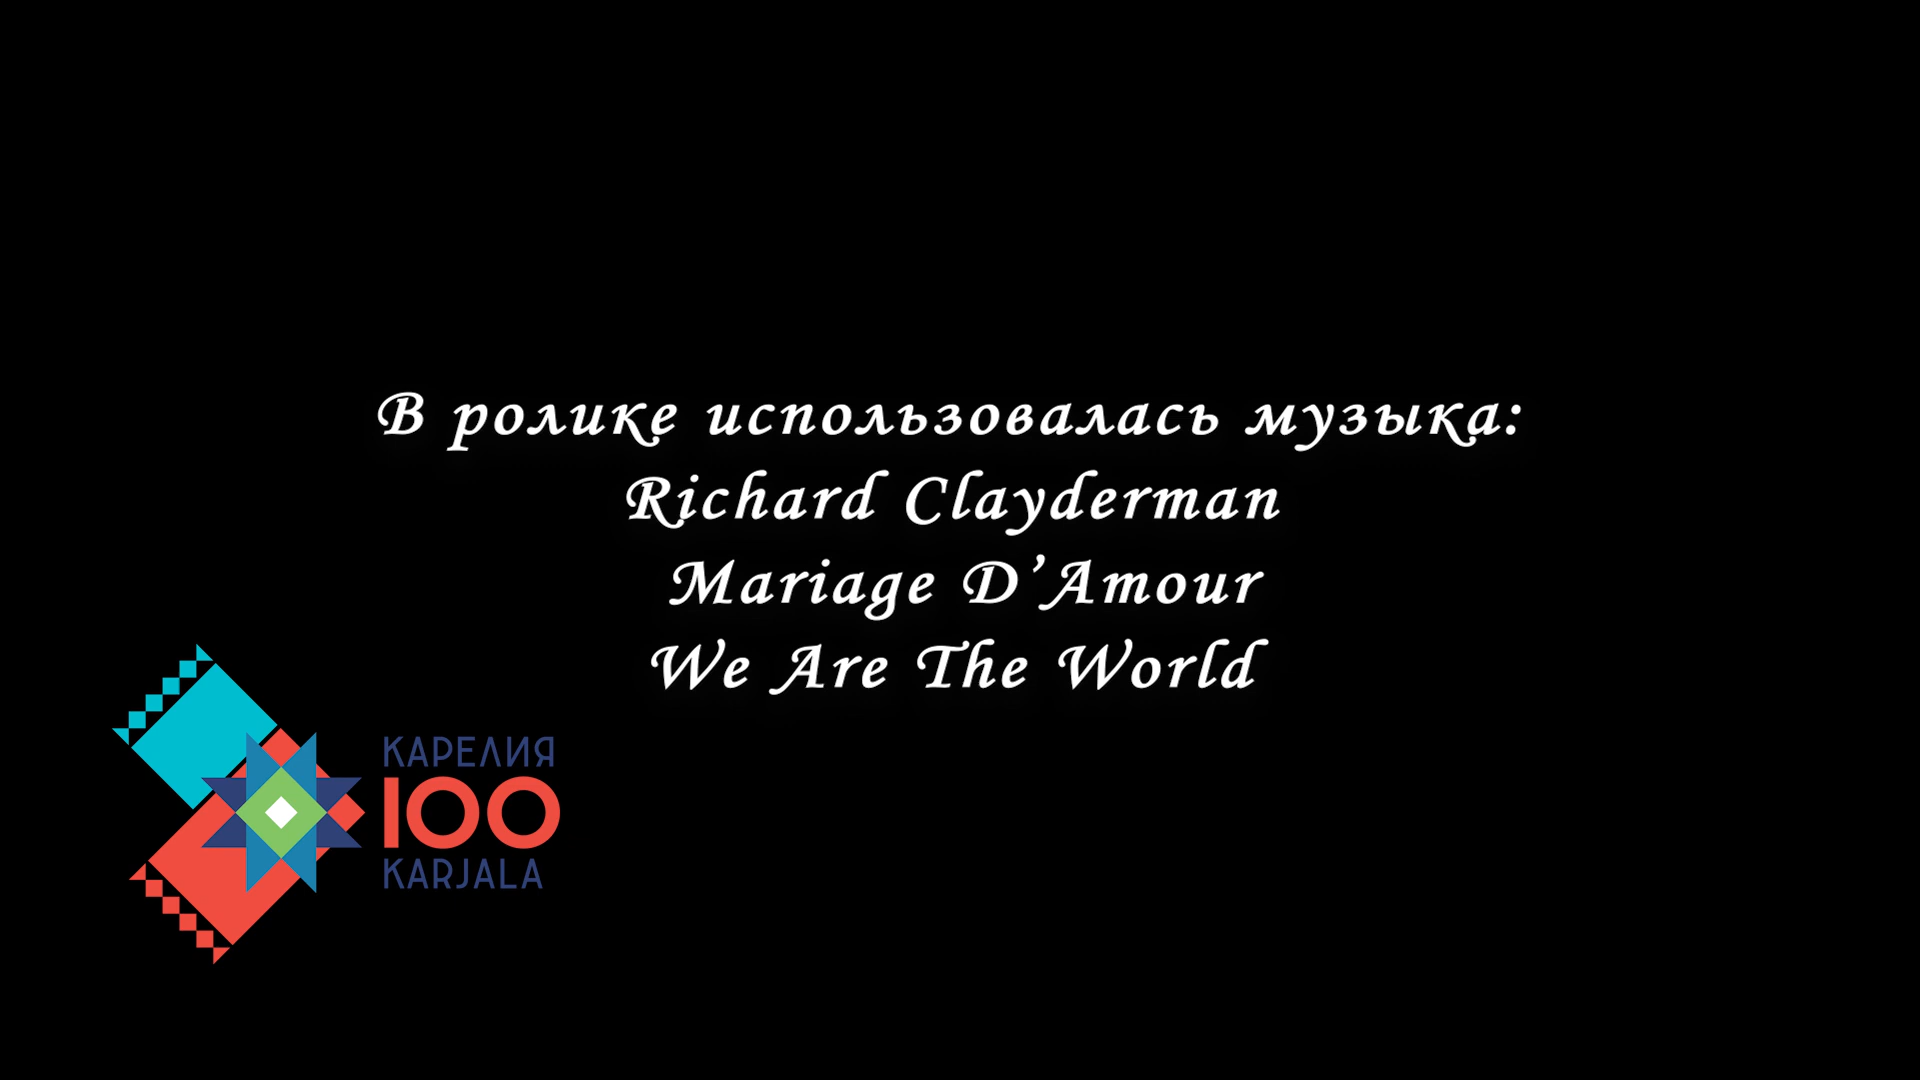 В ролике использовалась музыка:
Richard Clayderman
Mariage D’Amour
We Are The World
КАРЕЛИЯ
100
KARJALA